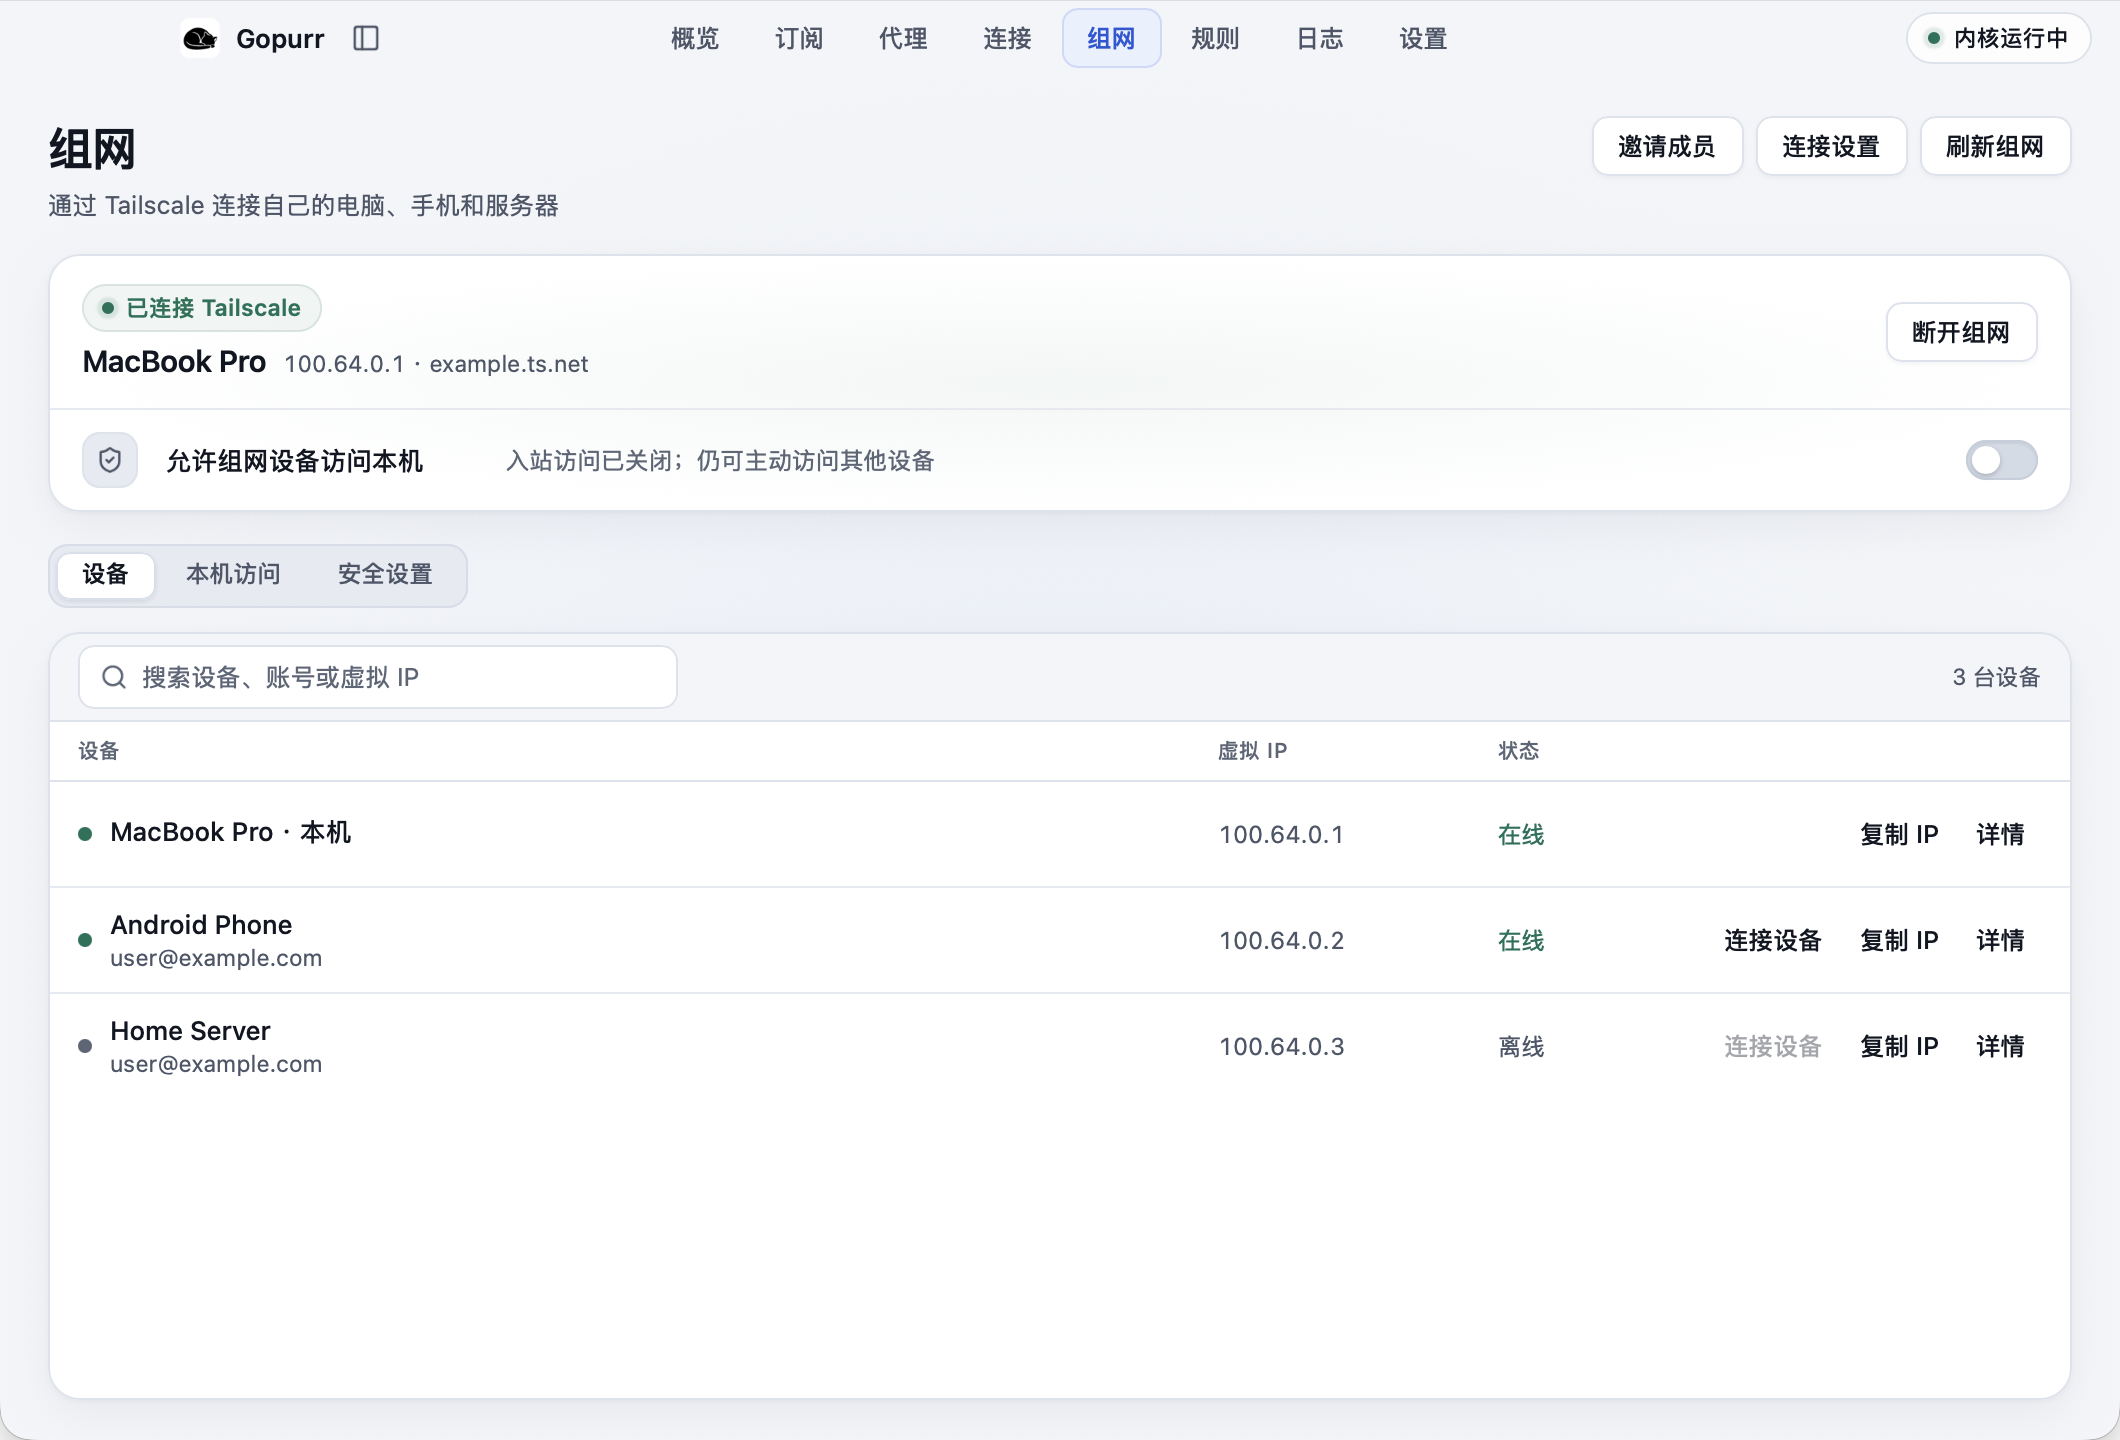 Gopurr 概览 订阅 代理 连接 组网 规则 日志 设置 内核运行中
组网 邀请成员 连接设置 刷新组网
通过 Tailscale 连接自己的电脑、手机和服务器
已连接 Tailscale
MacBook Pro 100.64.0.1 · example.ts.net 断开组网
允许组网设备访问本机 入站访问已关闭；仍可主动访问其他设备
设备 本机访问 安全设置
搜索设备、账号或虚拟 IP 3 台设备
设备 虚拟 IP 状态
MacBook Pro · 本机 100.64.0.1 在线 复制 IP 详情
Android Phone
user@example.com 100.64.0.2 在线 连接设备 复制 IP 详情
Home Server
user@example.com 100.64.0.3 离线 连接设备 复制 IP 详情